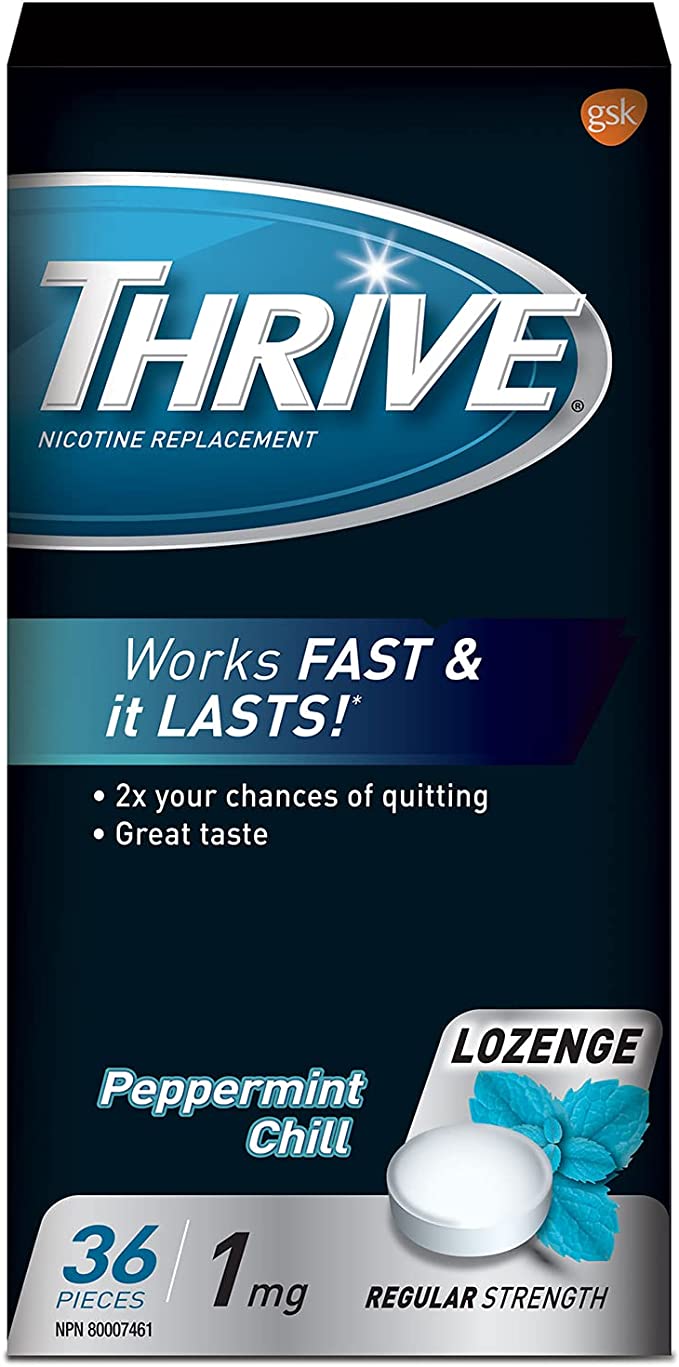 gsk
THRIVE®
NICOTINE REPLACEMENT
Works FAST &
it LASTS!*
• 2x your chances of quitting
• Great taste
LOZENGE
Peppermint
Chill
36
PIECES
1 mg
REGULAR STRENGTH
NPN 80007461